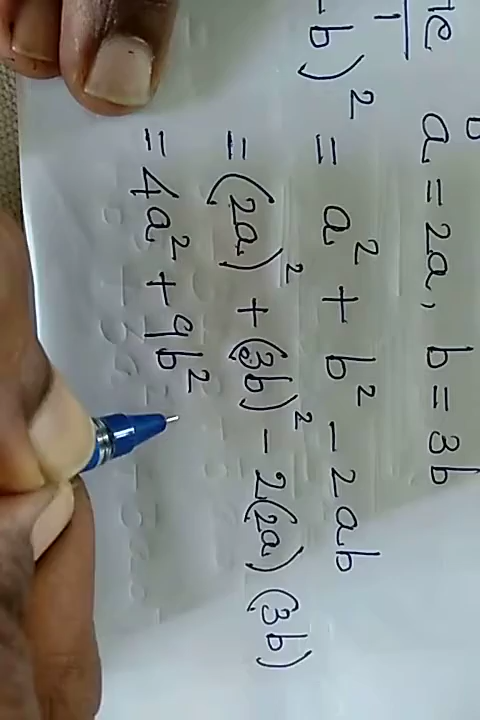 a = 2a, b = 3b
b)² = a² + b² - 2ab
= (2a)² + (3b)² - 2(2a)(3b)
= 4a² + 9b²